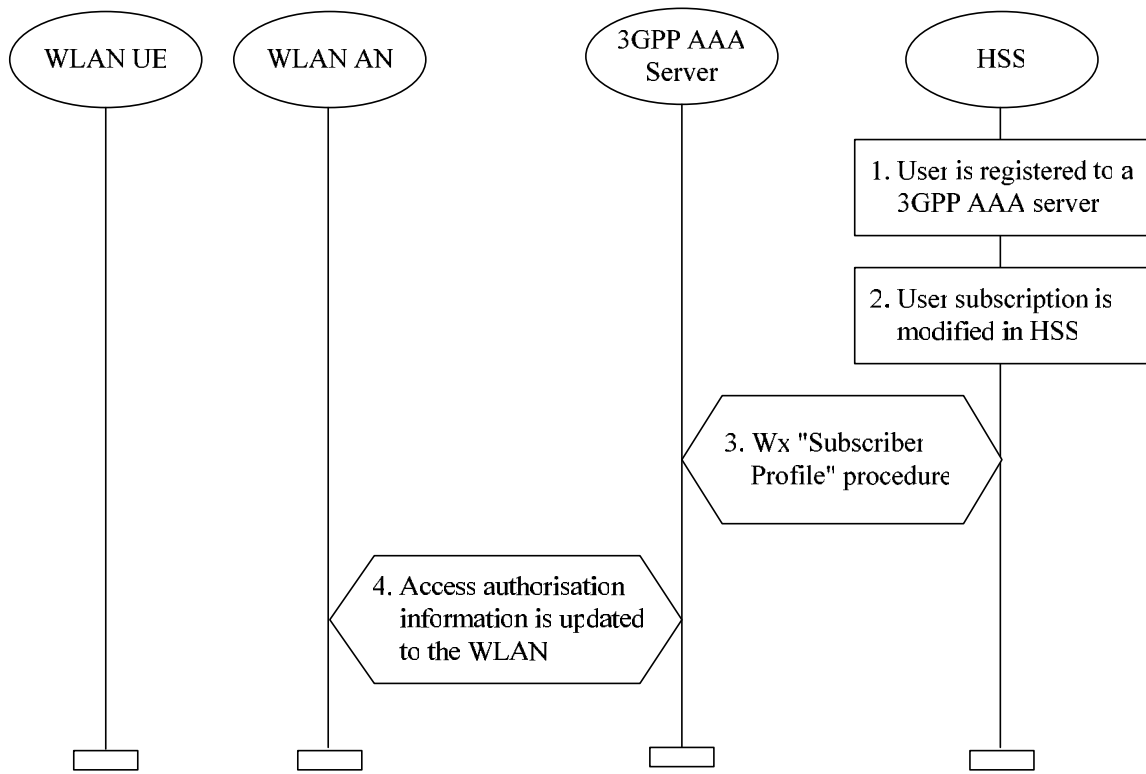 WLAN UE
WLAN AN
3GPP AAA
Server
HSS
1. User is registered to a
3GPP AAA server
2. User subscription is
modified in HSS
3. Wx "Subscriber
Profile" procedure
4. Access authorisation
information is updated
to the WLAN